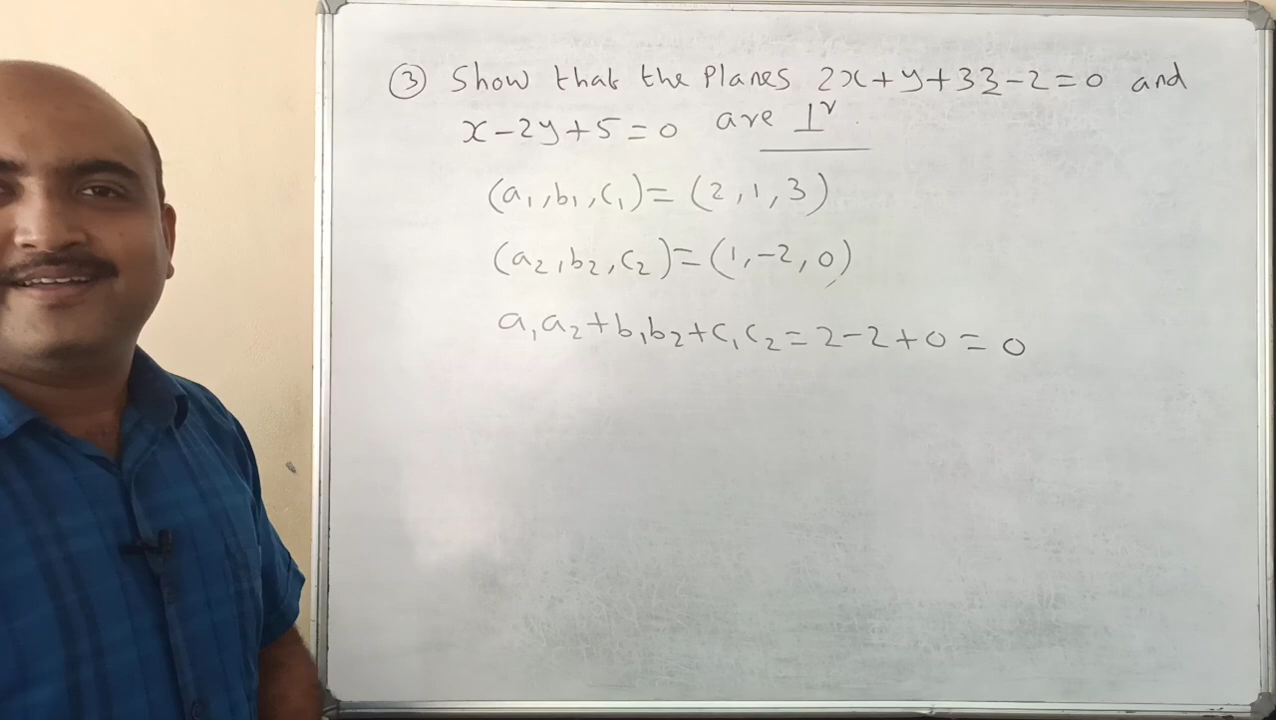 ③ Show that the Planes 2x+y+3z-2=0 and
x-2y+5=0 are ⊥r.
(a₁,b₁,c₁)=(2,1,3)
(a₂,b₂,c₂)=(1,-2,0)
a₁a₂+b₁b₂+c₁c₂=2-2+0=0